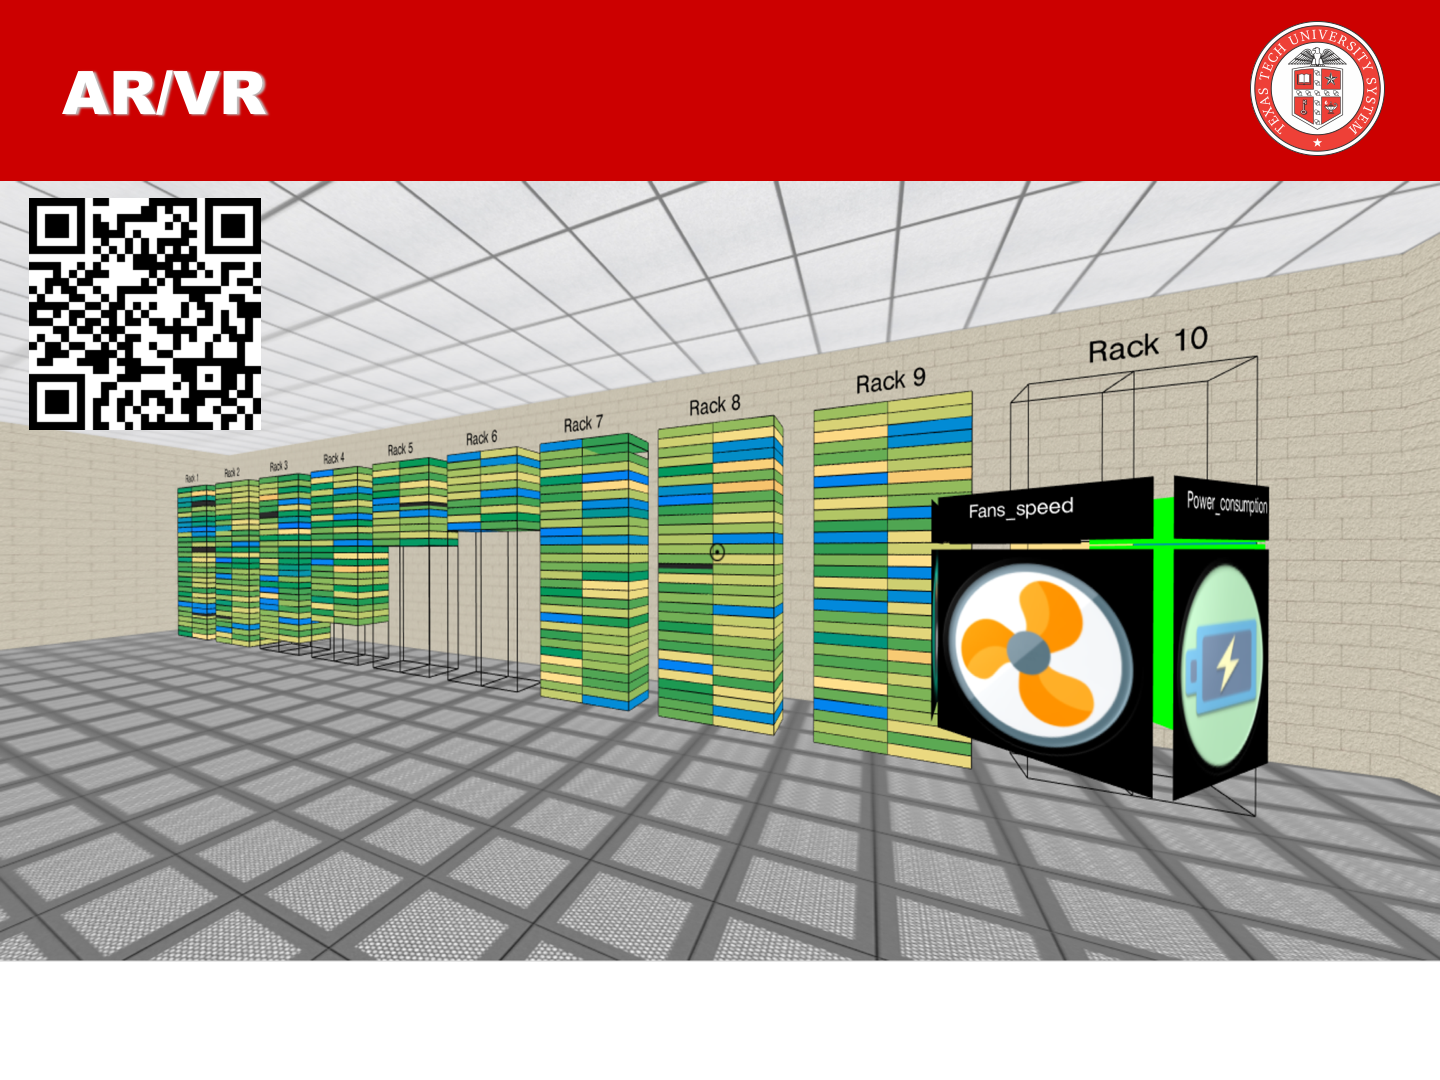 AR/VR
TEXAS TECH UNIVERSITY SYSTEM
Rack 1
Rack 2
Rack 3
Rack 4
Rack 5
Rack 6
Rack 7
Rack 8
Rack 9
Rack 10
Fans_speed
Power_consumption